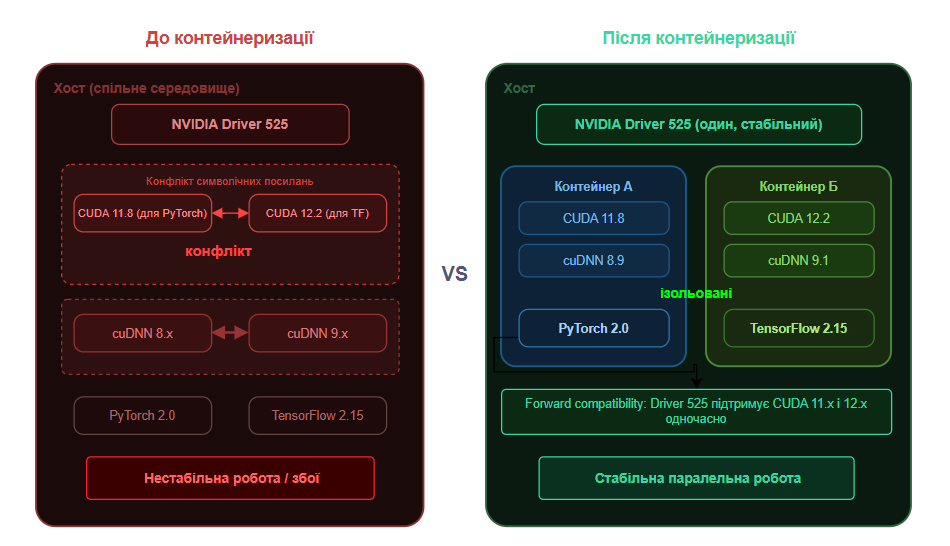 До контейнеризації
Хост (спільне середовище)
NVIDIA Driver 525
Конфлікт символічних посилань
CUDA 11.8 (для PyTorch)
CUDA 12.2 (для TF)
конфлікт
cuDNN 8.x
cuDNN 9.x
PyTorch 2.0
TensorFlow 2.15
Нестабільна робота / збої
VS
Після контейнеризації
Хост
NVIDIA Driver 525 (один, стабільний)
Контейнер А
CUDA 11.8
cuDNN 8.9
PyTorch 2.0
ізольовані
Контейнер Б
CUDA 12.2
cuDNN 9.1
TensorFlow 2.15
Forward compatibility: Driver 525 підтримує CUDA 11.x і 12.x
одночасно
Стабільна паралельна робота